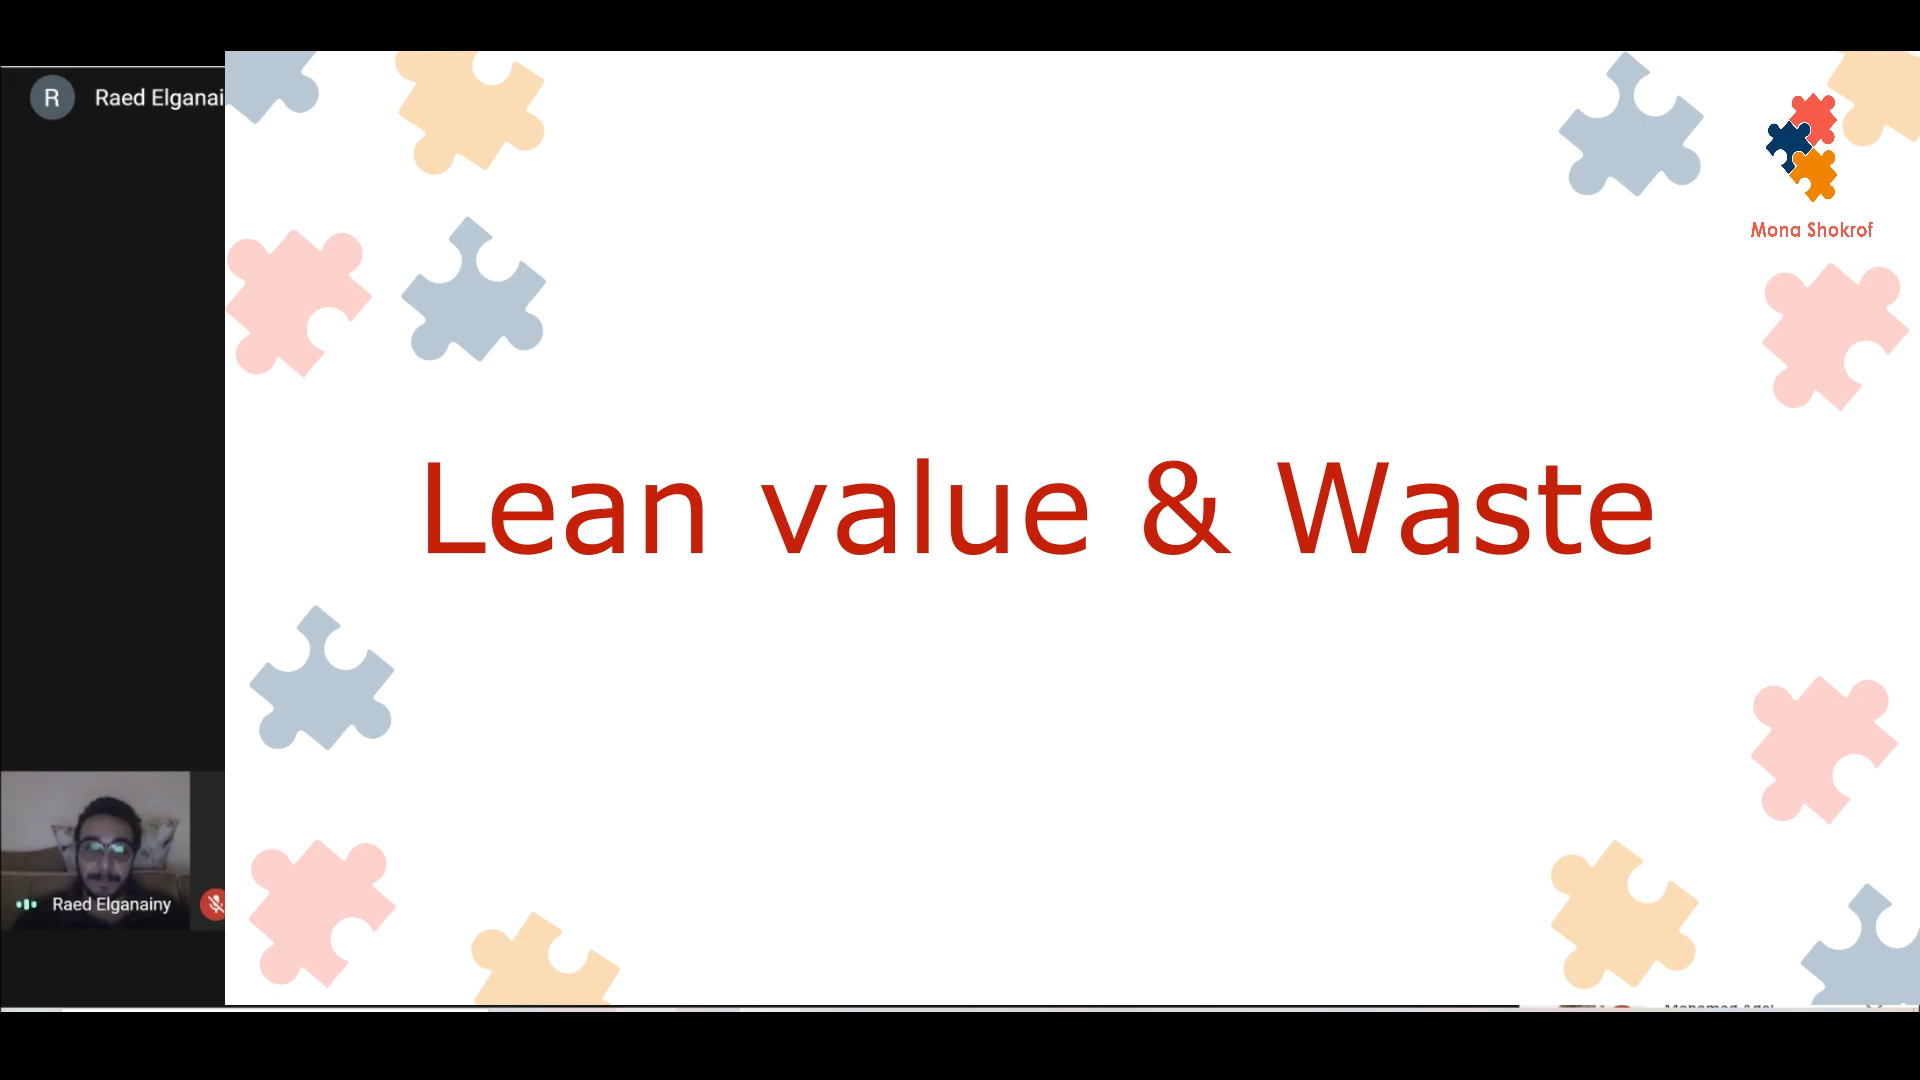 R
Raed Elganai
Mona Shokrof
Lean value & Waste
Raed Elganainy